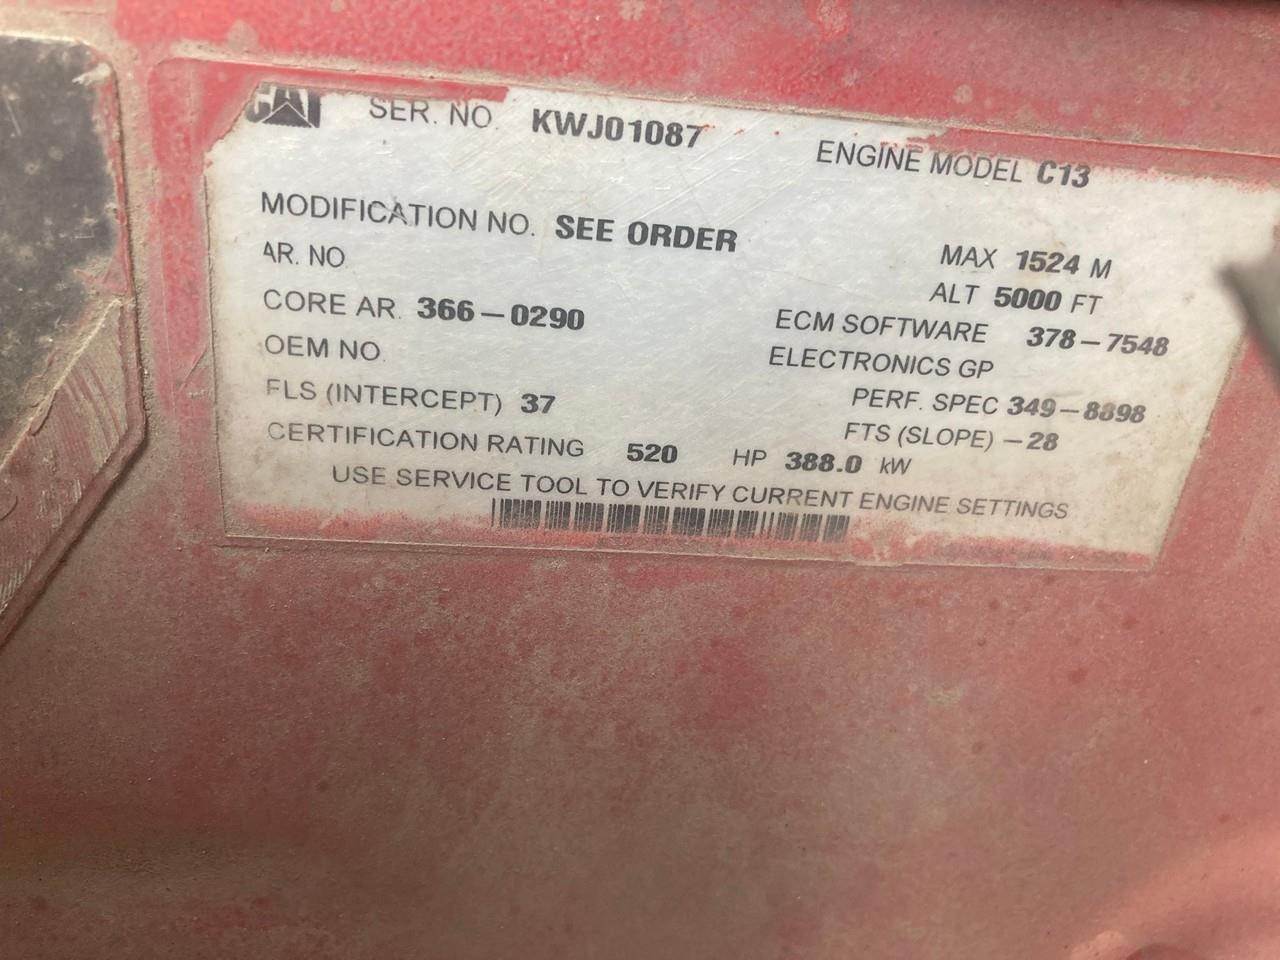 CAT SER. NO. KWJ01087 ENGINE MODEL C13
MODIFICATION NO. SEE ORDER MAX 1524 M
AR. NO. ALT 5000 FT
CORE AR. 366-0290 ECM SOFTWARE 378-7548
OEM NO. ELECTRONICS GP
FLS (INTERCEPT) 37 PERF. SPEC 349-8898
FTS (SLOPE) -28
CERTIFICATION RATING 520 HP 388.0 kW
USE SERVICE TOOL TO VERIFY CURRENT ENGINE SETTINGS